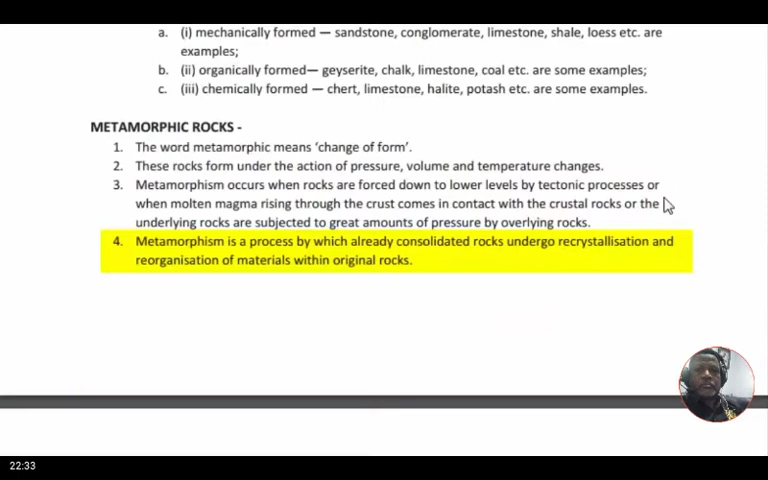 a. (i) mechanically formed — sandstone, conglomerate, limestone, shale, loess etc. are
examples;
b. (ii) organically formed— geyserite, chalk, limestone, coal etc. are some examples;
c. (iii) chemically formed — chert, limestone, halite, potash etc. are some examples.
METAMORPHIC ROCKS -
1. The word metamorphic means ‘change of form’.
2. These rocks form under the action of pressure, volume and temperature changes.
3. Metamorphism occurs when rocks are forced down to lower levels by tectonic processes or
when molten magma rising through the crust comes in contact with the crustal rocks or the
underlying rocks are subjected to great amounts of pressure by overlying rocks.
4. Metamorphism is a process by which already consolidated rocks undergo recrystallisation and
reorganisation of materials within original rocks.
22:33